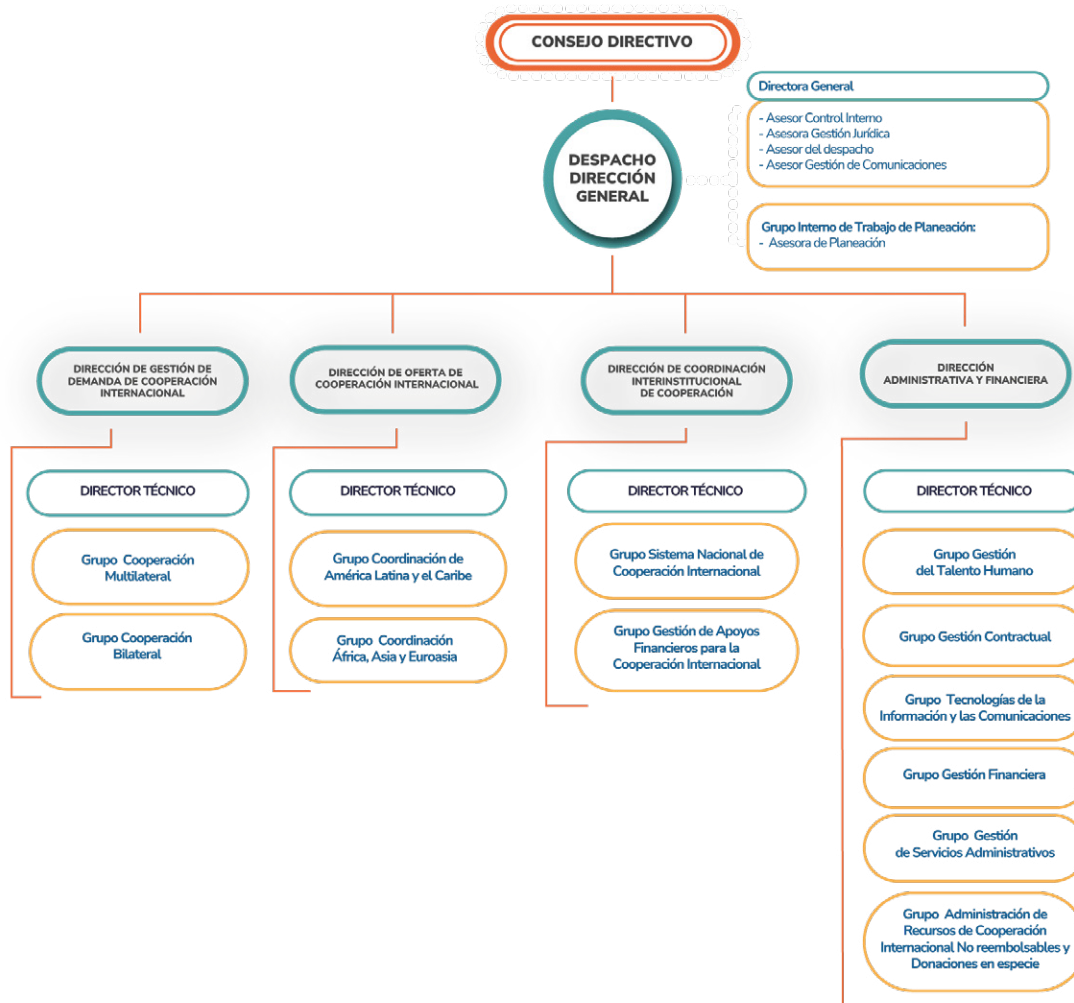 CONSEJO DIRECTIVO
DESPACHO
DIRECCIÓN
GENERAL
Directora General
- Asesor Control Interno
- Asesora Gestión Jurídica
- Asesor del despacho
- Asesor Gestión de Comunicaciones
Grupo Interno de Trabajo de Planeación:
- Asesora de Planeación
DIRECCIÓN DE GESTIÓN DE
DEMANDA DE COOPERACIÓN
INTERNACIONAL
DIRECTOR TÉCNICO
Grupo Cooperación
Multilateral
Grupo Cooperación
Bilateral
DIRECCIÓN DE OFERTA DE
COOPERACIÓN INTERNACIONAL
DIRECTOR TÉCNICO
Grupo Coordinación de
América Latina y el Caribe
Grupo Coordinación
África, Asia y Euroasia
DIRECCIÓN DE COORDINACIÓN
INTERINSTITUCIONAL
DE COOPERACIÓN
DIRECTOR TÉCNICO
Grupo Sistema Nacional de
Cooperación Internacional
Grupo Gestión de Apoyos
Financieros para la
Cooperación Internacional
DIRECCIÓN
ADMINISTRATIVA Y FINANCIERA
DIRECTOR TÉCNICO
Grupo Gestión
del Talento Humano
Grupo Gestión Contractual
Grupo Tecnologías de la
Información y las Comunicaciones
Grupo Gestión Financiera
Grupo Gestión
de Servicios Administrativos
Grupo Administración de
Recursos de Cooperación
Internacional No reembolsables y
Donaciones en especie